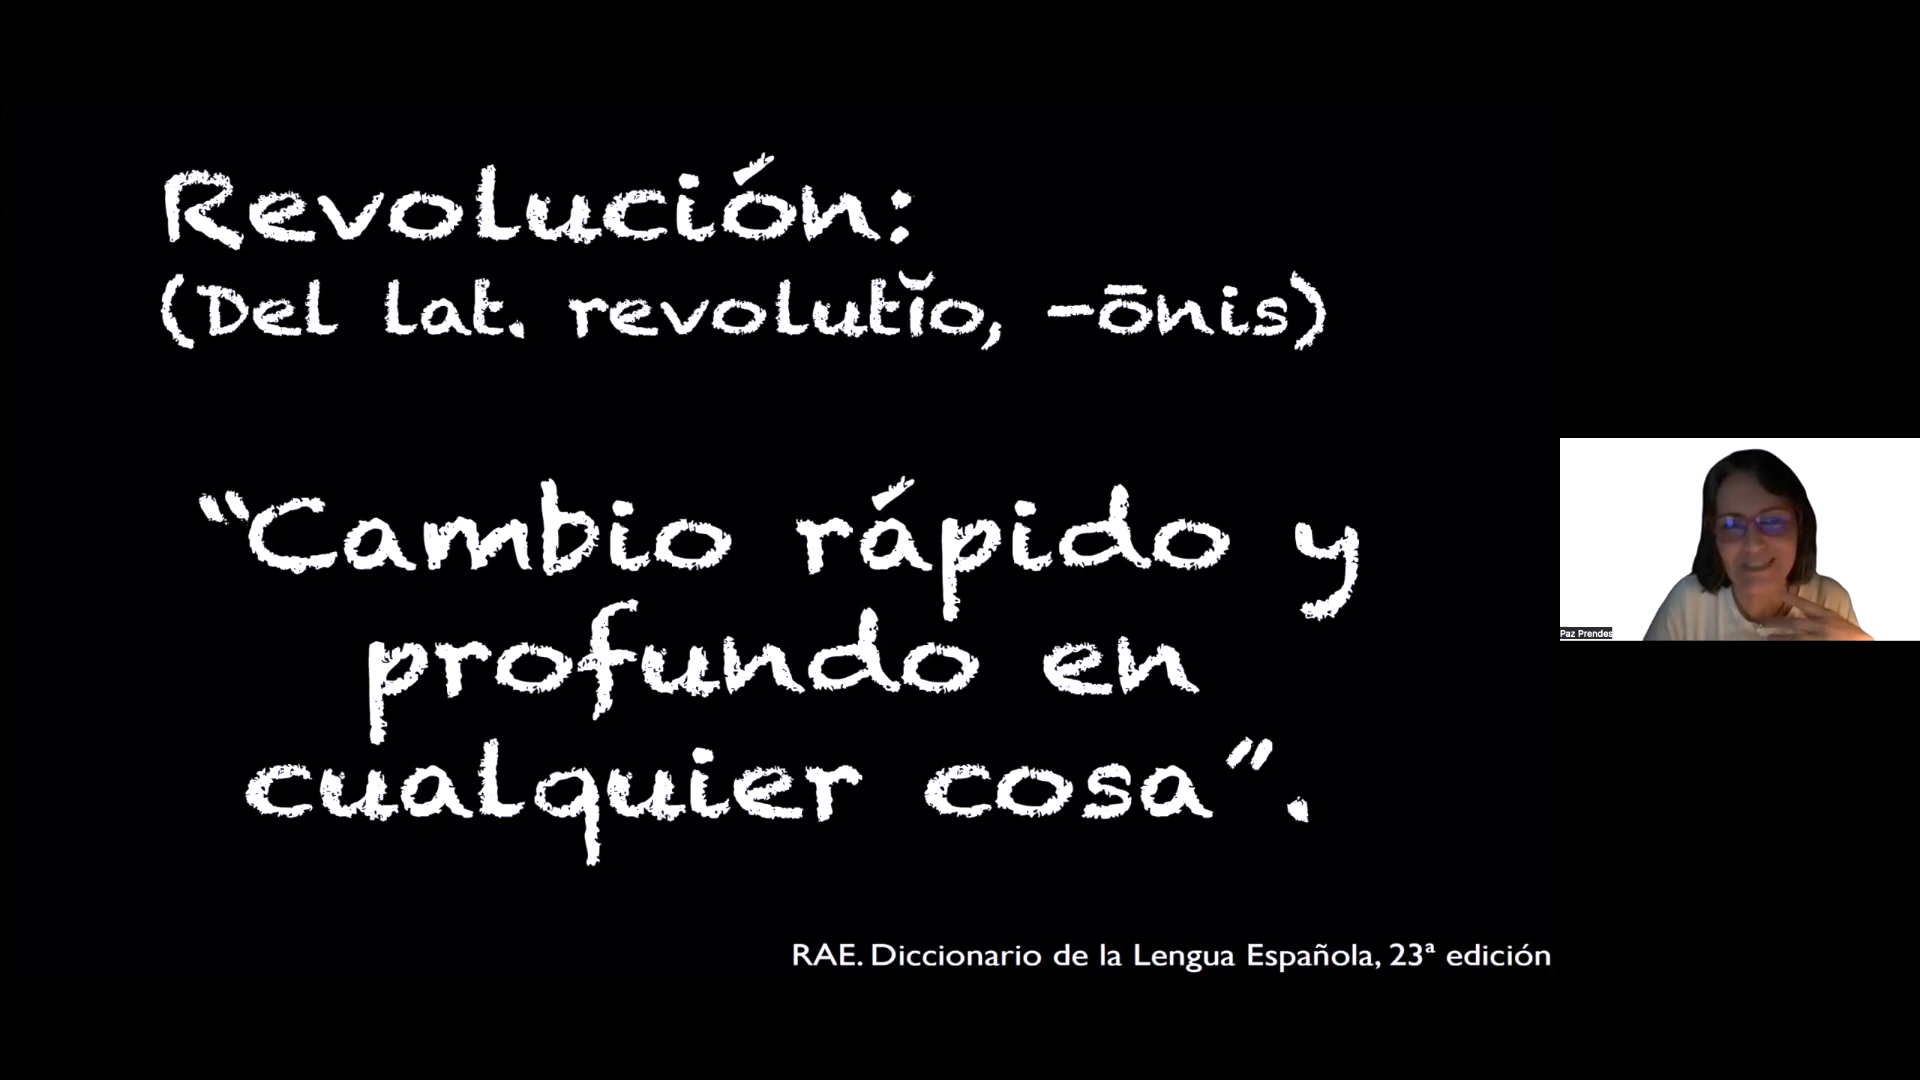 Revolución:
(Del lat. revolutĭo, -ōnis)
“Cambio rápido y
profundo en
cualquier cosa”.
Paz Prendes
RAE. Diccionario de la Lengua Española, 23ª edición